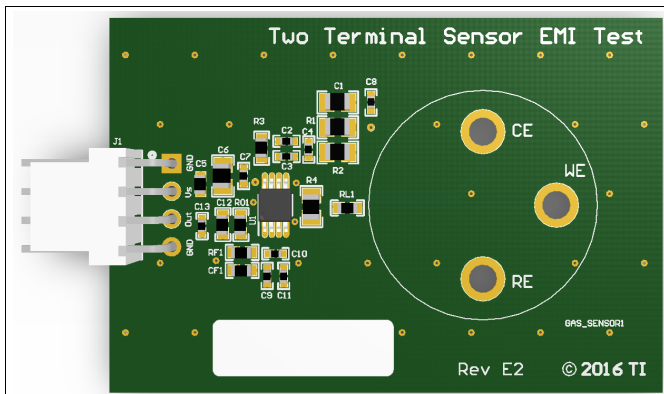 Two Terminal Sensor EMI Test
C1
C8
J1
R3
C2
C4
R1
CE
GND
C6
C7
C3
R2
C5
WE
Vs
R4
RL1
C13
C12
RO1
U1
Out
GND
RF1
C10
CF1
RE
C9
C11
GAS_SENSOR1
Rev E2
© 2016 TI